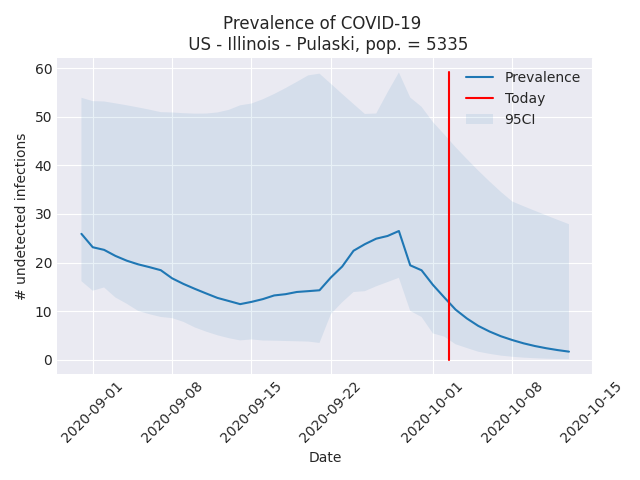 Prevalence of COVID-19
US - Illinois - Pulaski, pop. = 5335
Prevalence
Today
95CI
# undetected infections
60
50
40
30
20
10
0
2020-09-01
2020-09-08
2020-09-15
2020-09-22
2020-10-01
2020-10-08
2020-10-15
Date